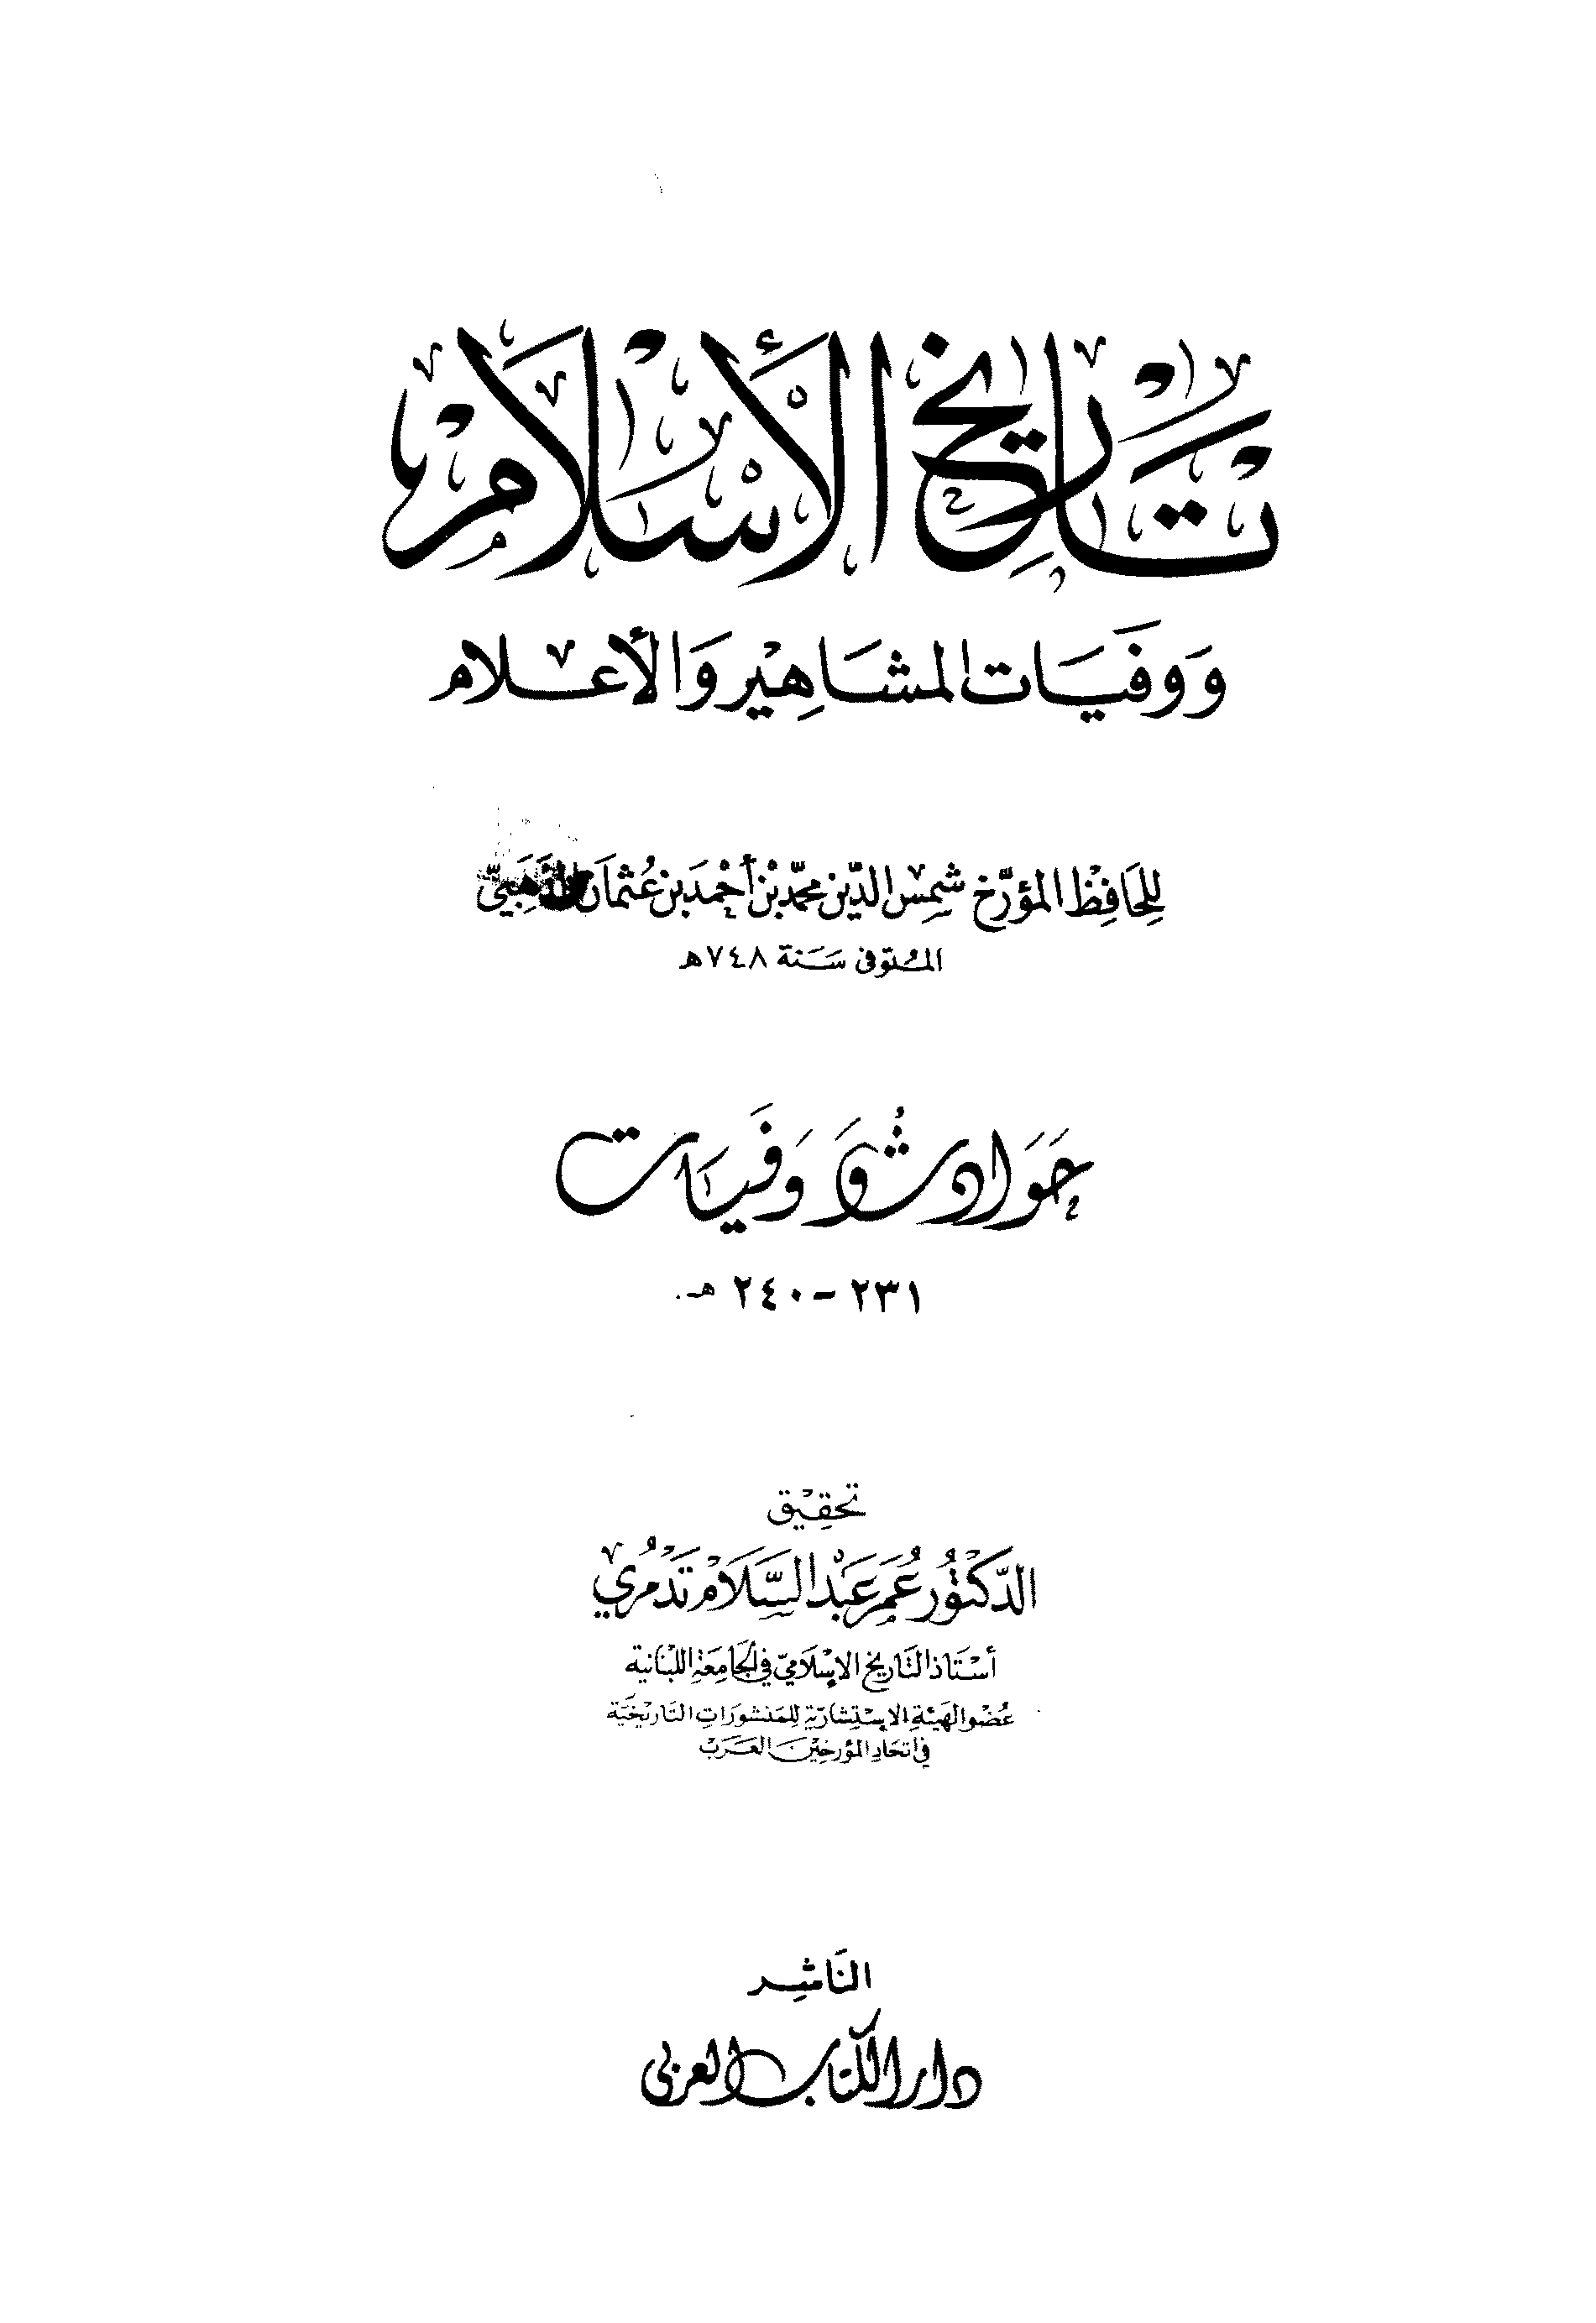 تاريخ الإسلام
ووفيات المشاهير والأعلام
للحافظ المؤرخ شمس الدين محمد بن أحمد بن عثمان الذهبي
المتوفى سنة ٧٤٨ هـ
حوادث ووفيات
٢٣١ - ٢٤٠ هـ.
تحقيق
الدكتور عمر عبد السلام تدمري
أستاذ التاريخ الإسلامي في الجامعة اللبنانية
عضو الهيئة الاستشارية للمنشورات التاريخية
في اتحاد المؤرخين العرب
الناشر
دار الكتاب العربي